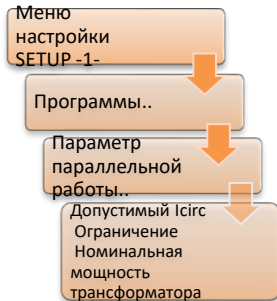 Меню
настройки
SETUP -1-
Программы..
Параметр
параллельной
работы..
Допустимый Icirc
Ограничение
Номинальная
мощность
трансформатора